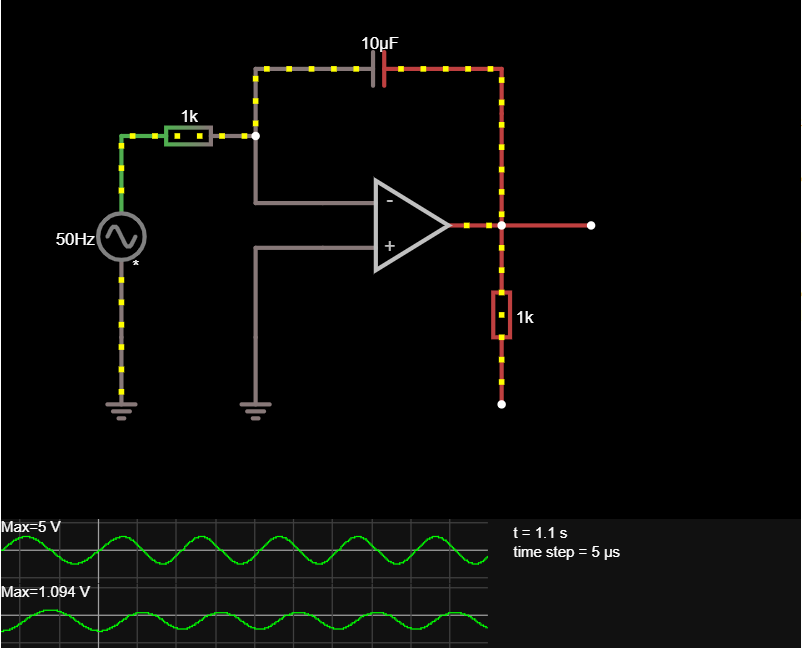 10µF
1k
-
50Hz
+
*
1k
Max=5 V
t = 1.1 s
time step = 5 µs
Max=1.094 V